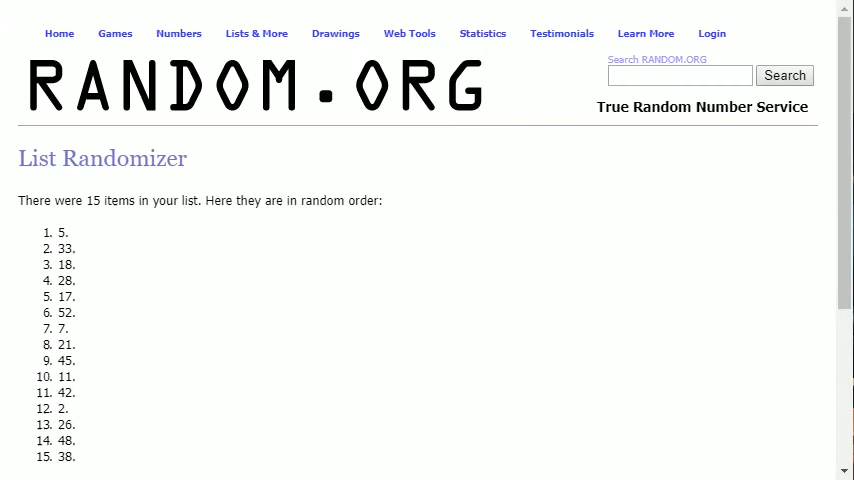 Home Games Numbers Lists & More Drawings Web Tools Statistics Testimonials Learn More Login
RANDOM.ORG
Search RANDOM.ORG
Search
True Random Number Service
List Randomizer
There were 15 items in your list. Here they are in random order:
1. 5.
2. 33.
3. 18.
4. 28.
5. 17.
6. 52.
7. 7.
8. 21.
9. 45.
10. 11.
11. 42.
12. 2.
13. 26.
14. 48.
15. 38.